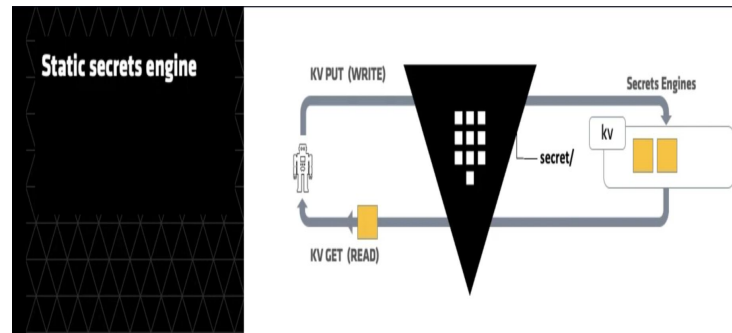 Static secrets engine
KV PUT (WRITE)
Secrets Engines
kv
secret/
KV GET (READ)